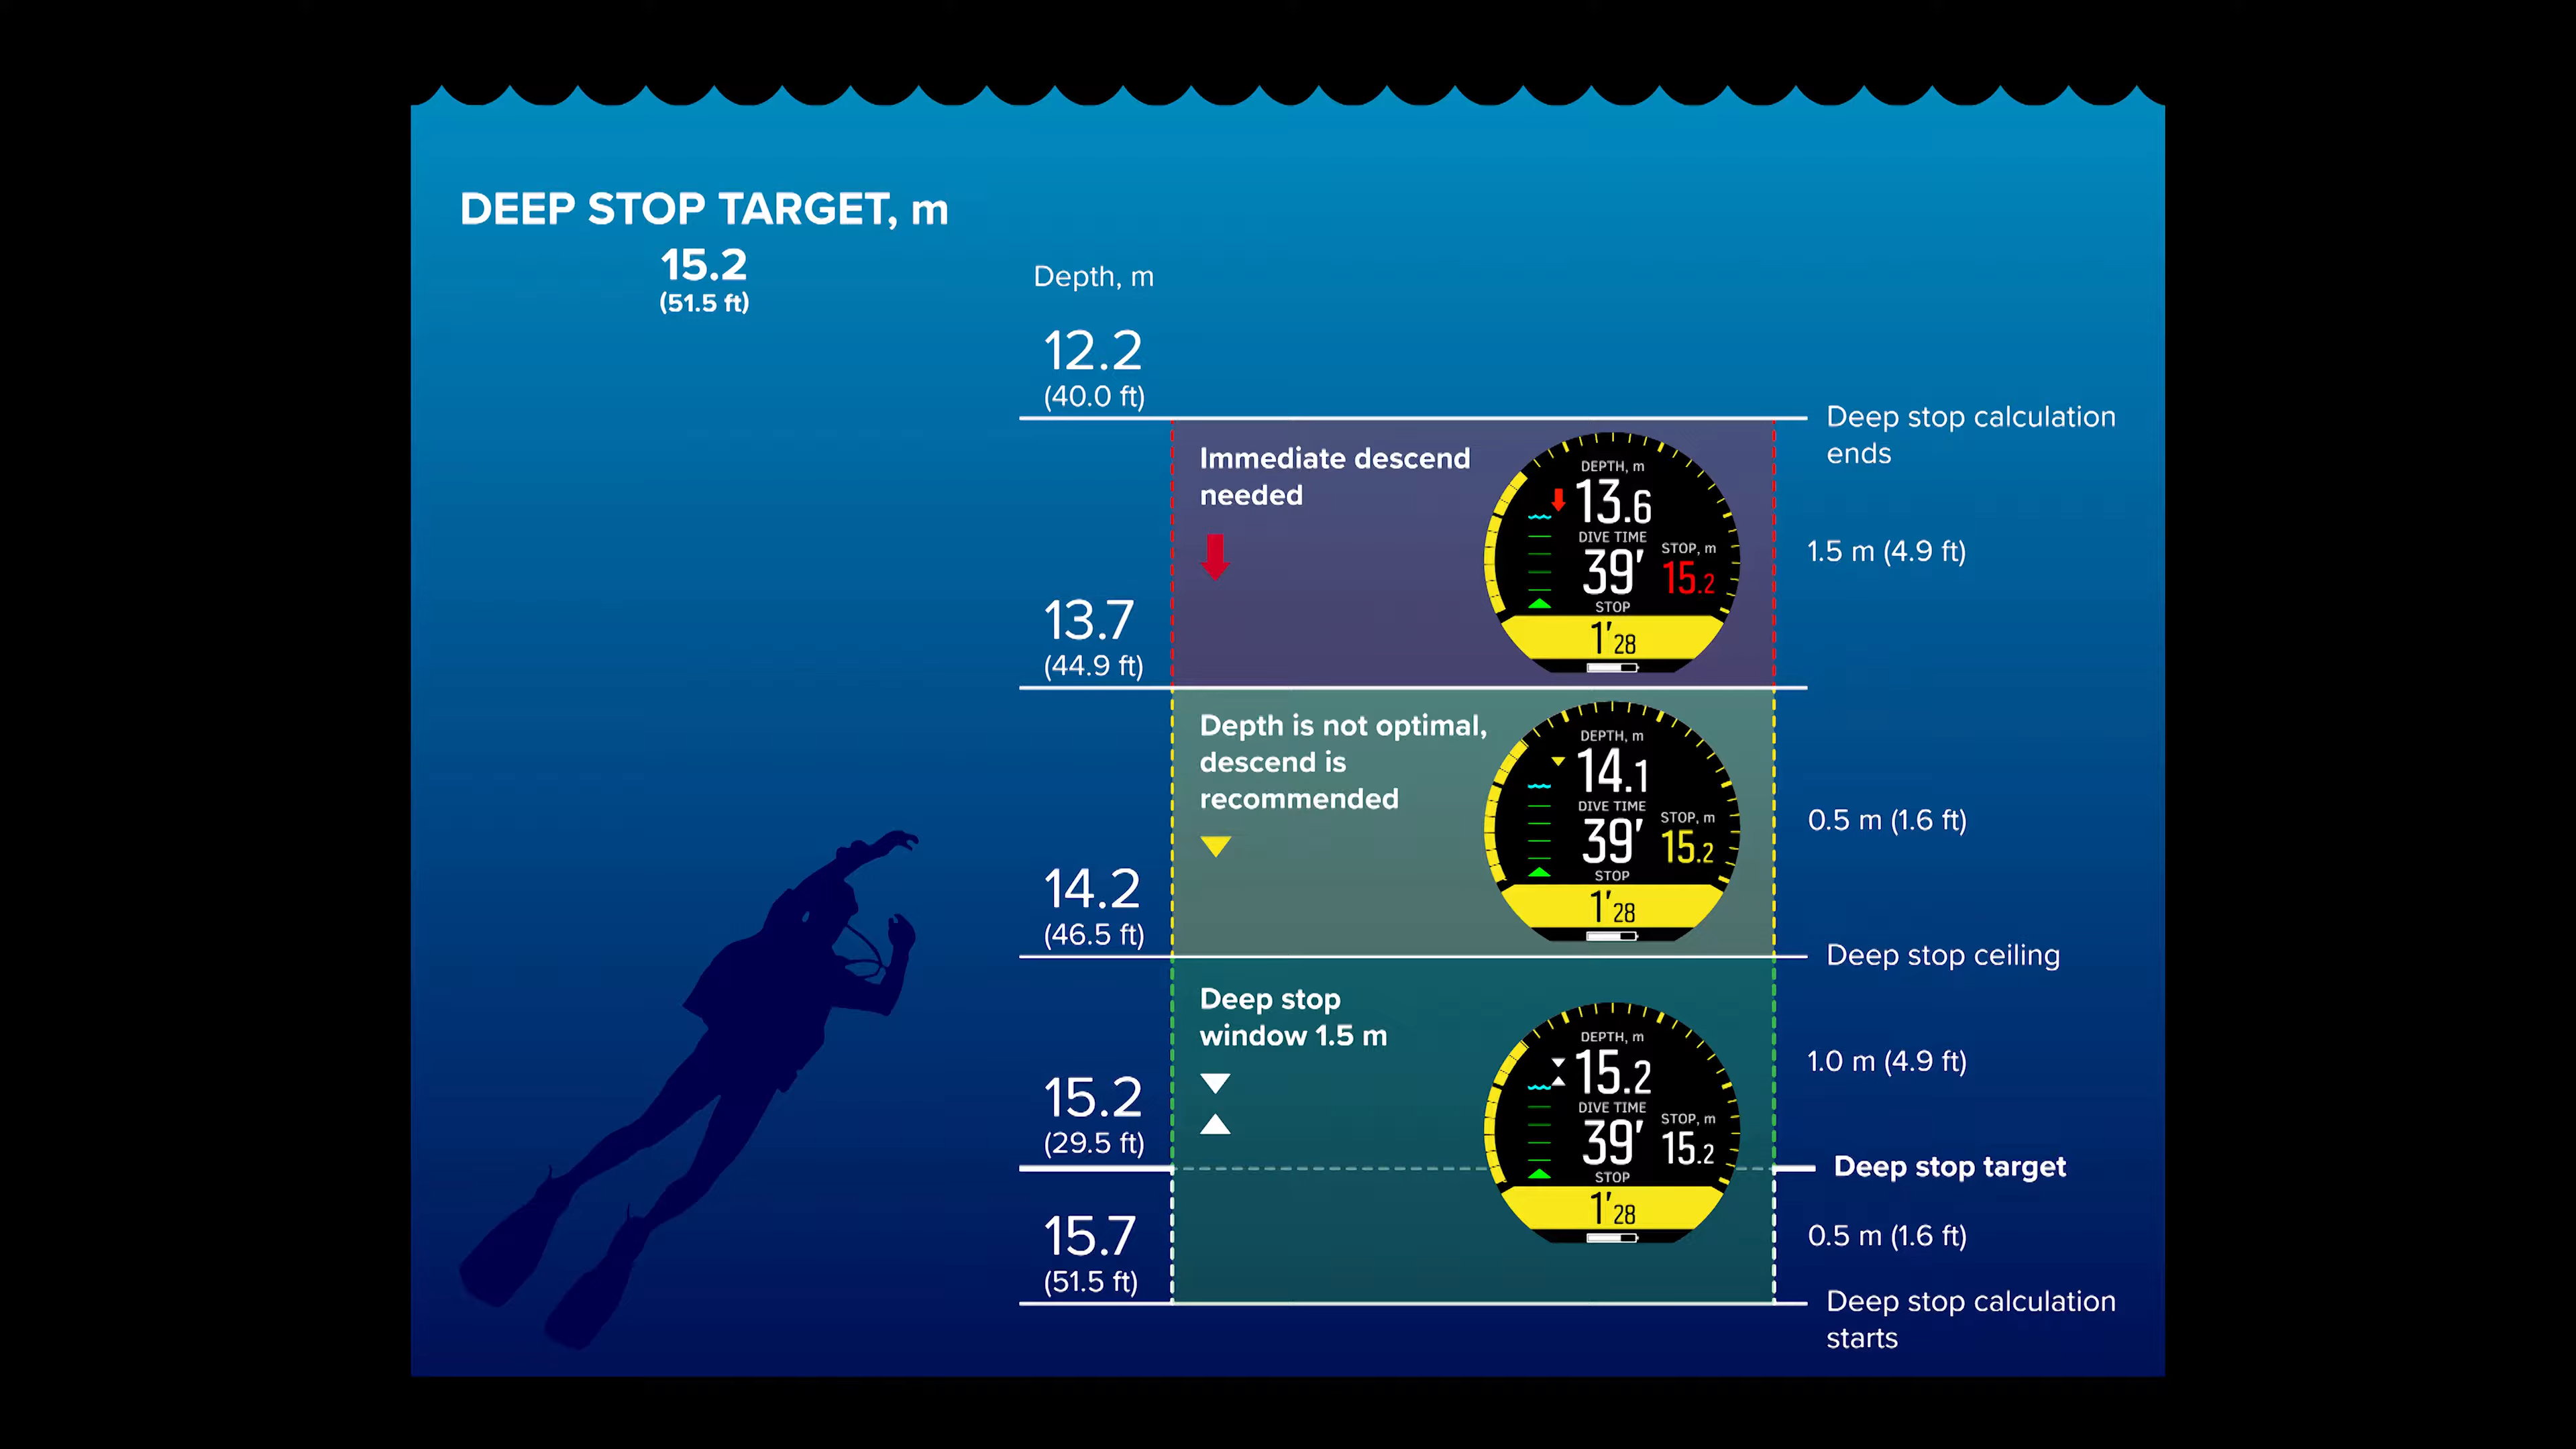 DEEP STOP TARGET, m
15.2
(51.5 ft)
Depth, m
12.2
(40.0 ft)
Deep stop calculation
ends
Immediate descend
needed
DEPTH, m
13.6
DIVE TIME
39'
STOP, m
15.2
STOP
1'28
1.5 m (4.9 ft)
13.7
(44.9 ft)
Depth is not optimal,
descend is
recommended
DEPTH, m
14.1
DIVE TIME
39'
STOP, m
15.2
STOP
1'28
0.5 m (1.6 ft)
14.2
(46.5 ft)
Deep stop ceiling
Deep stop
window 1.5 m
DEPTH, m
15.2
DIVE TIME
39'
STOP, m
15.2
STOP
1'28
1.0 m (4.9 ft)
15.2
(29.5 ft)
Deep stop target
0.5 m (1.6 ft)
15.7
(51.5 ft)
Deep stop calculation
starts